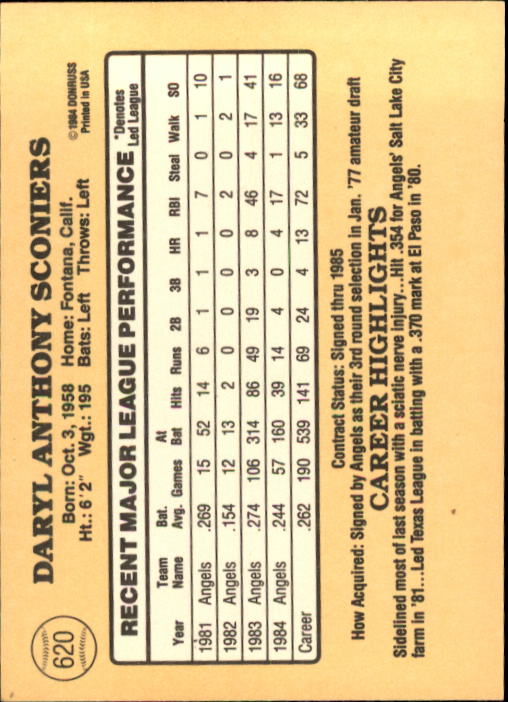 620
DARYL ANTHONY SCONIERS
Born: Oct. 3, 1958 Home: Fontana, Calif.
Ht.: 6'2" Wgt.: 195 Bats: Left Throws: Left
©1984 DONRUSS
Printed in USA
RECENT MAJOR LEAGUE PERFORMANCE
*Denotes
Led League
Year Team Name Bat. Avg. Games At Bat Hits Runs 2B 3B HR RBI Steal Walk SO
1981 Angels .269 15 52 14 6 1 1 1 7 0 1 10
1982 Angels .154 12 13 2 0 0 0 0 2 0 2 1
1983 Angels .274 106 314 86 49 19 3 8 46 4 17 41
1984 Angels .244 57 160 39 14 4 0 4 17 1 13 16
Career .262 190 539 141 69 24 4 13 72 5 33 68
Contract Status: Signed thru 1985
How Acquired: Signed by Angels as their 3rd round selection in Jan. '77 amateur draft
CAREER HIGHLIGHTS
Sidelined most of last season with a sciatic nerve injury...Hit .354 for Angels' Salt Lake City
farm in '81...Led Texas League in batting with a .370 mark at El Paso in '80.